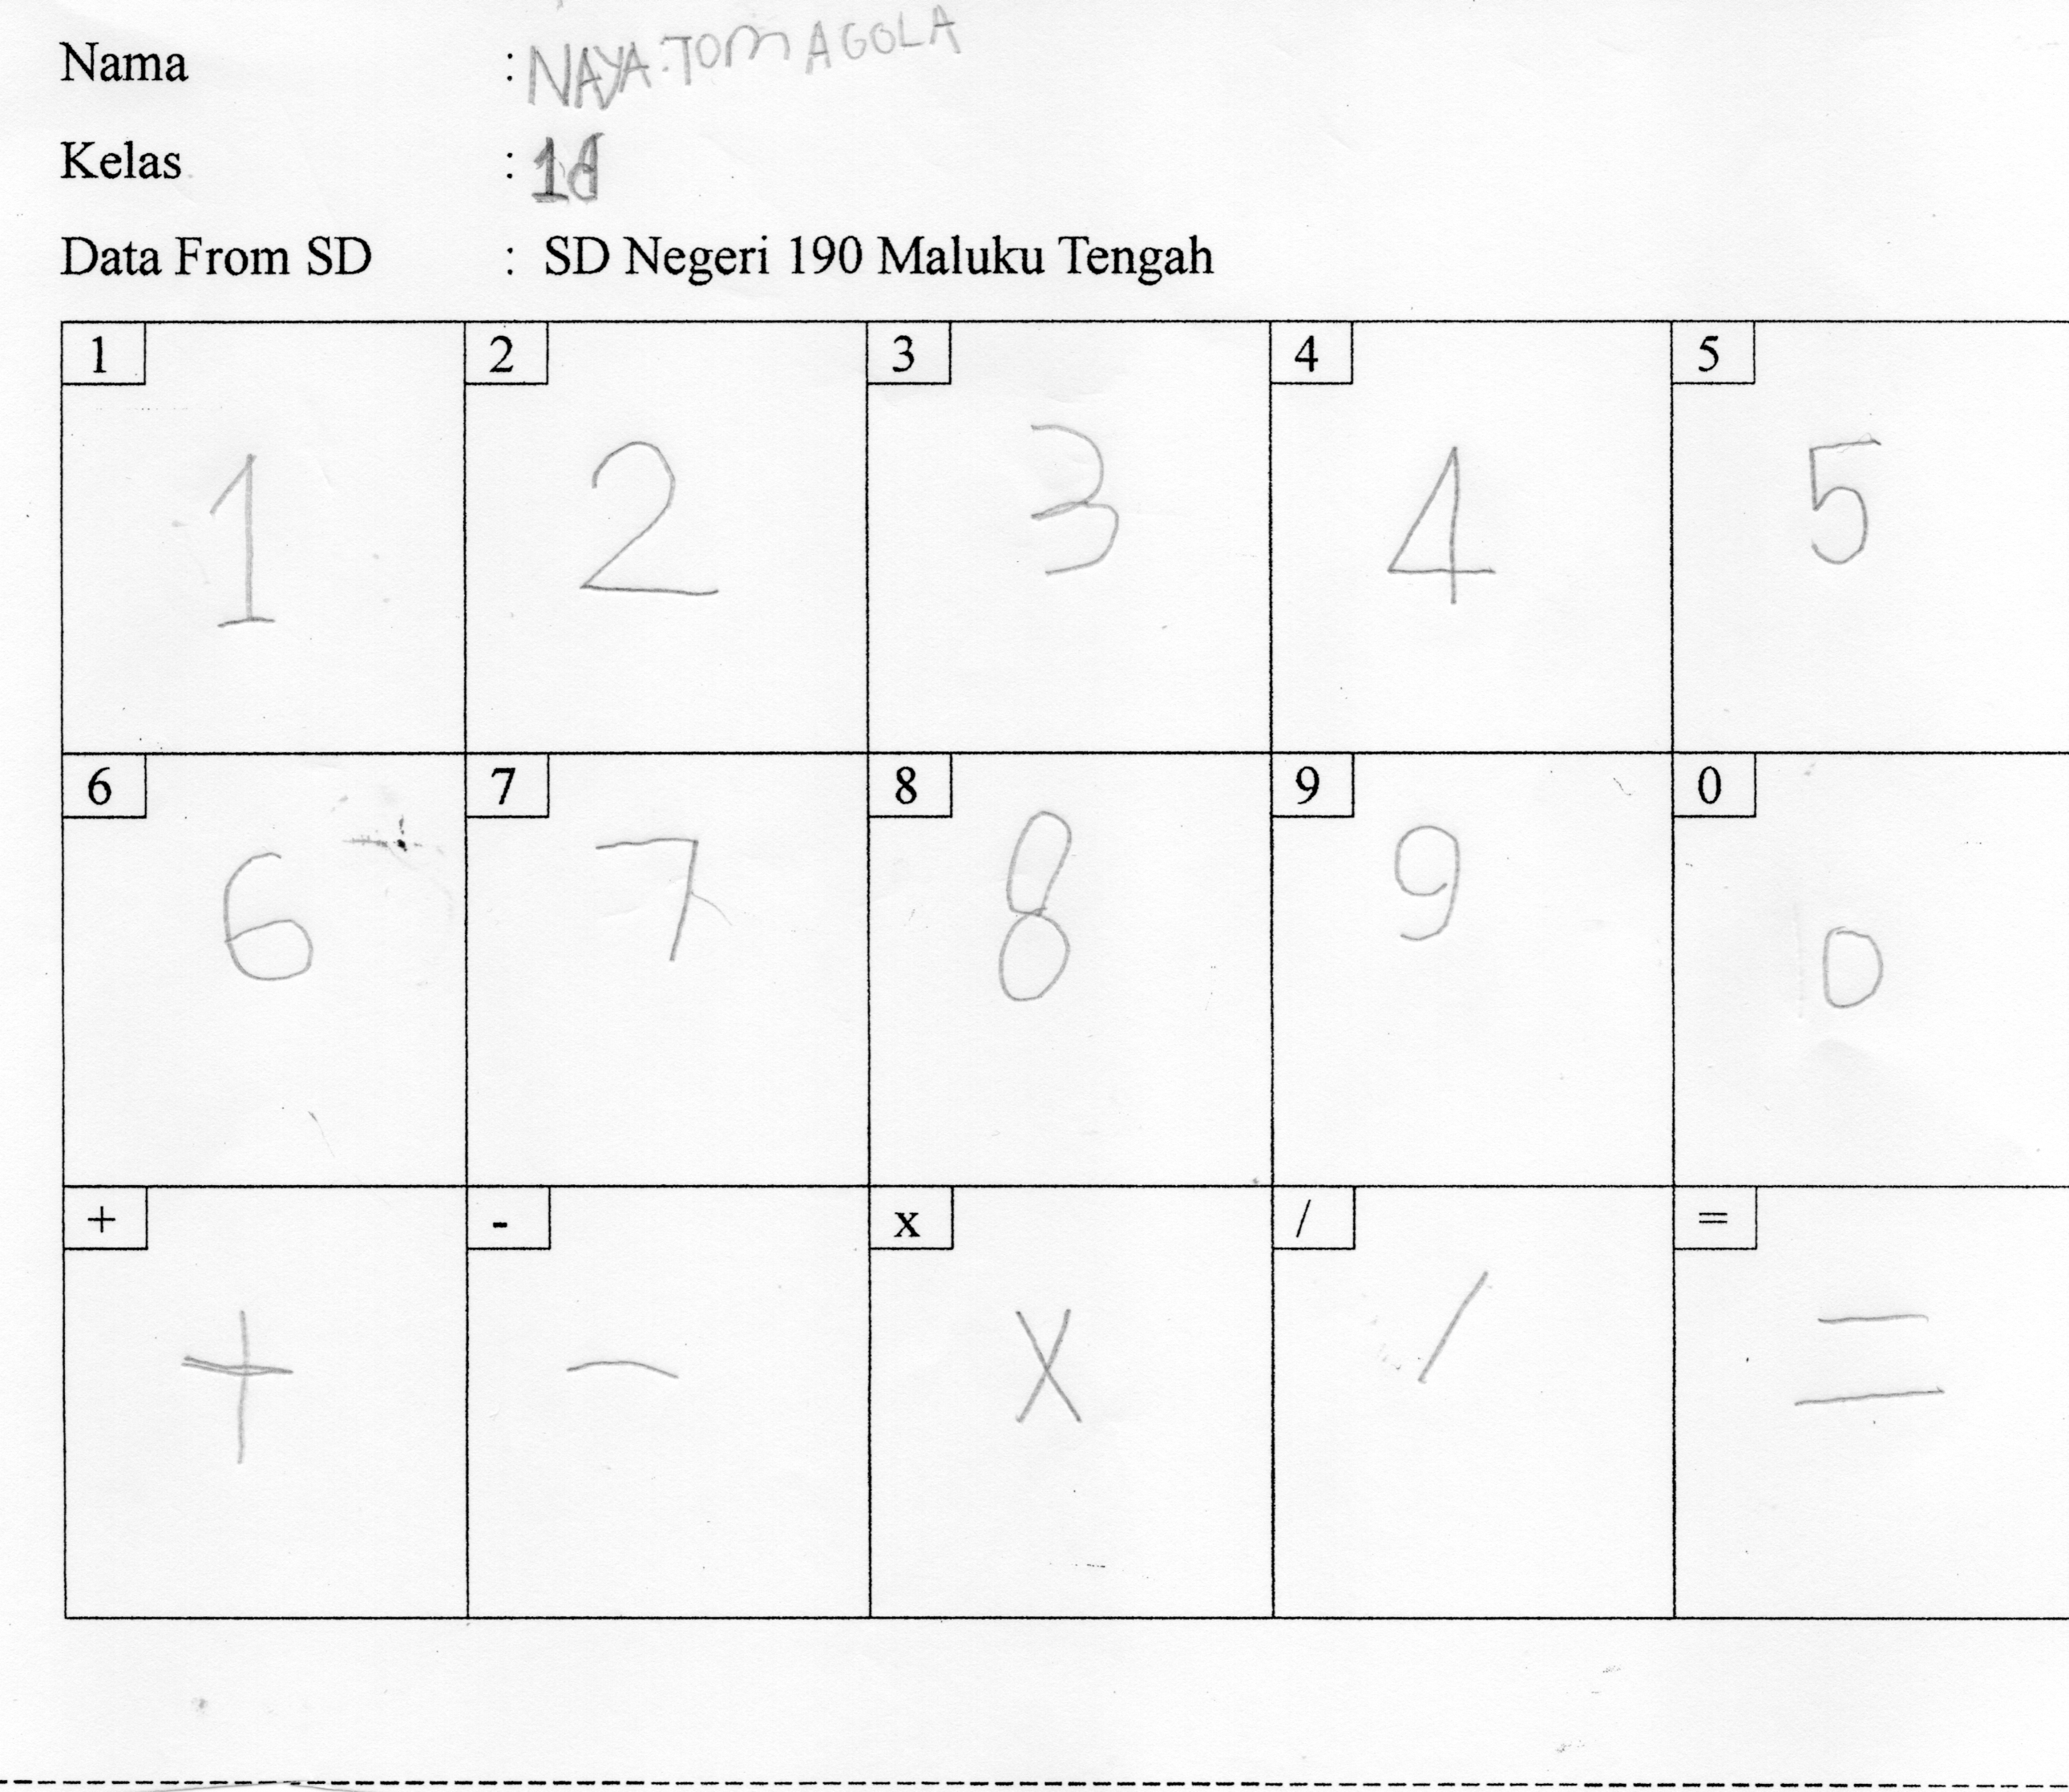 Nama : NAYA.TOMAGOLA
Kelas : 1d
Data From SD : SD Negeri 190 Maluku Tengah
1 2 3 4 5
1 2 3 4 5
6 7 8 9 0
6 7 8 9 0
+ - x / =
+ - x / =